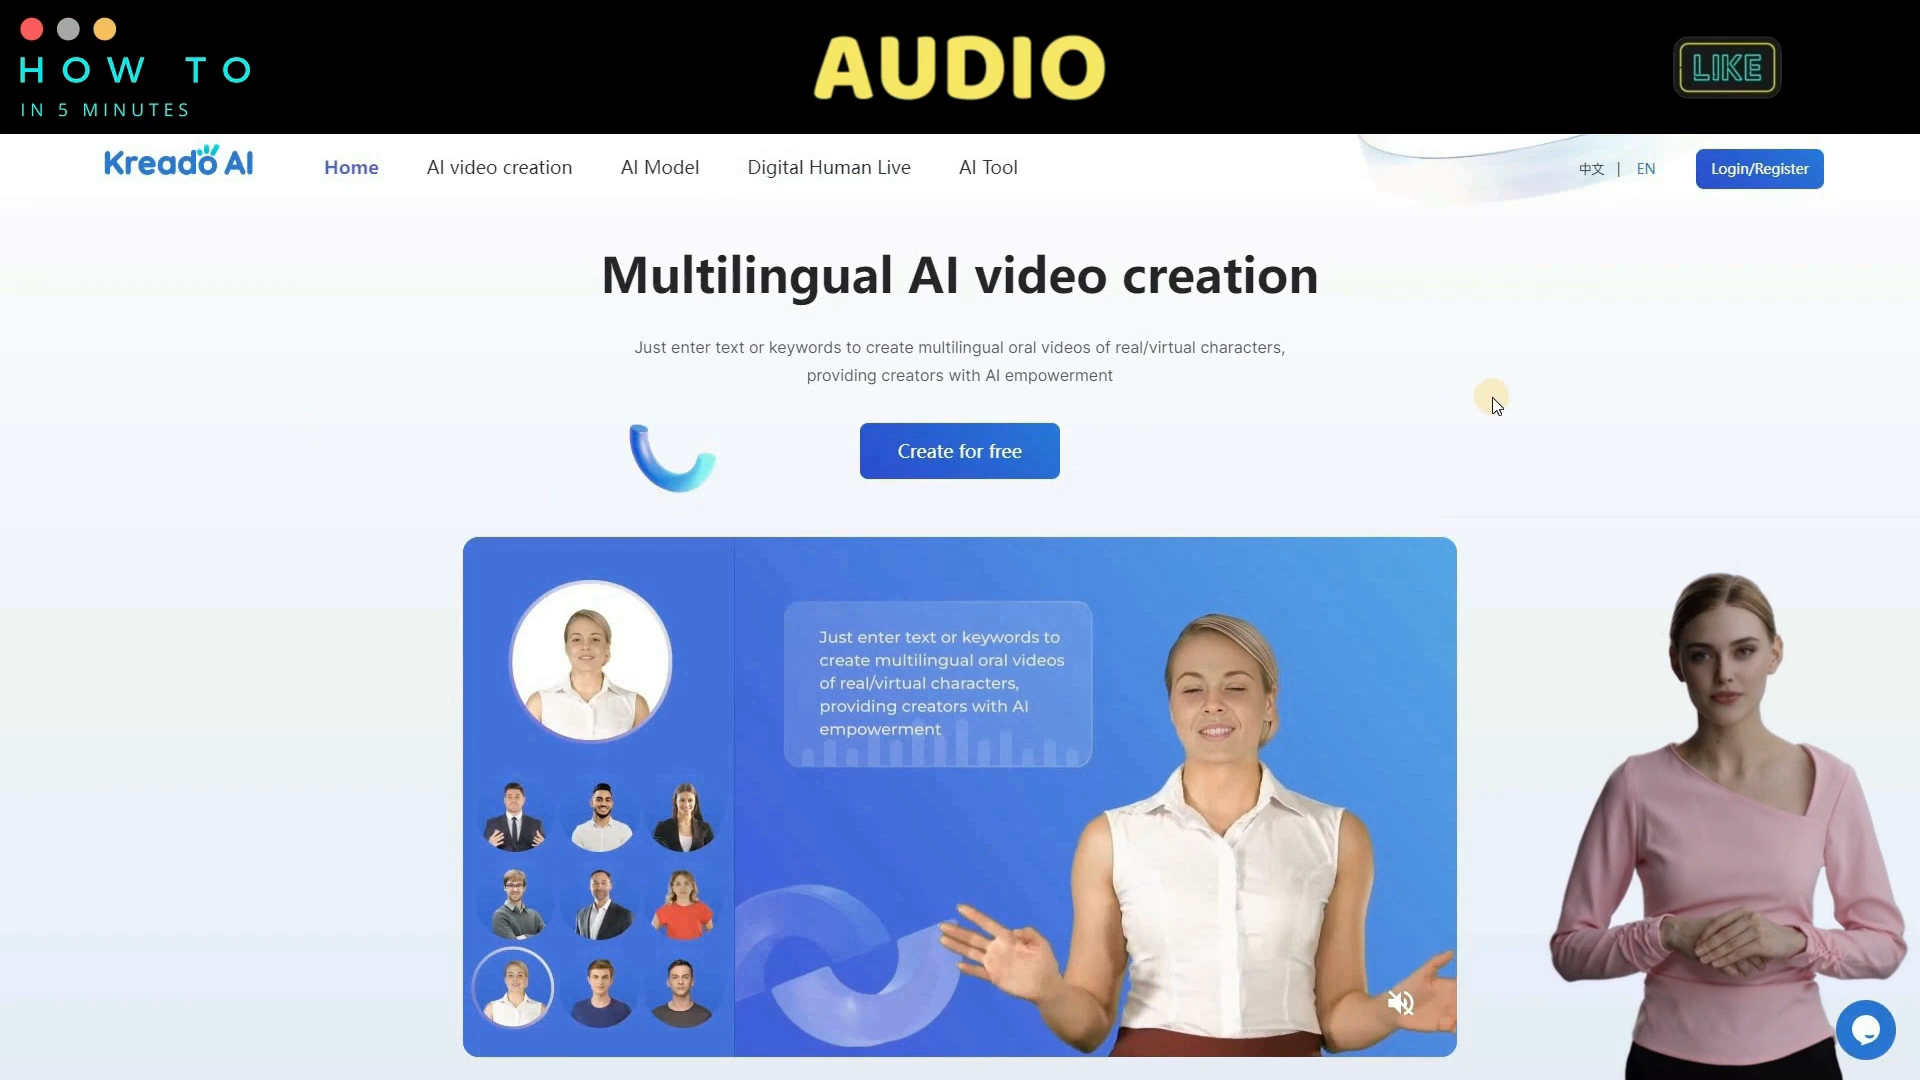 HOW TO
IN 5 MINUTES
AUDIO
LIKE
Kreado AI
Home
AI video creation
AI Model
Digital Human Live
AI Tool
中文 | EN
Login/Register
Multilingual AI video creation
Just enter text or keywords to create multilingual oral videos of real/virtual characters,
providing creators with AI empowerment
Create for free
Just enter text or keywords to
create multilingual oral videos
of real/virtual characters,
providing creators with AI
empowerment